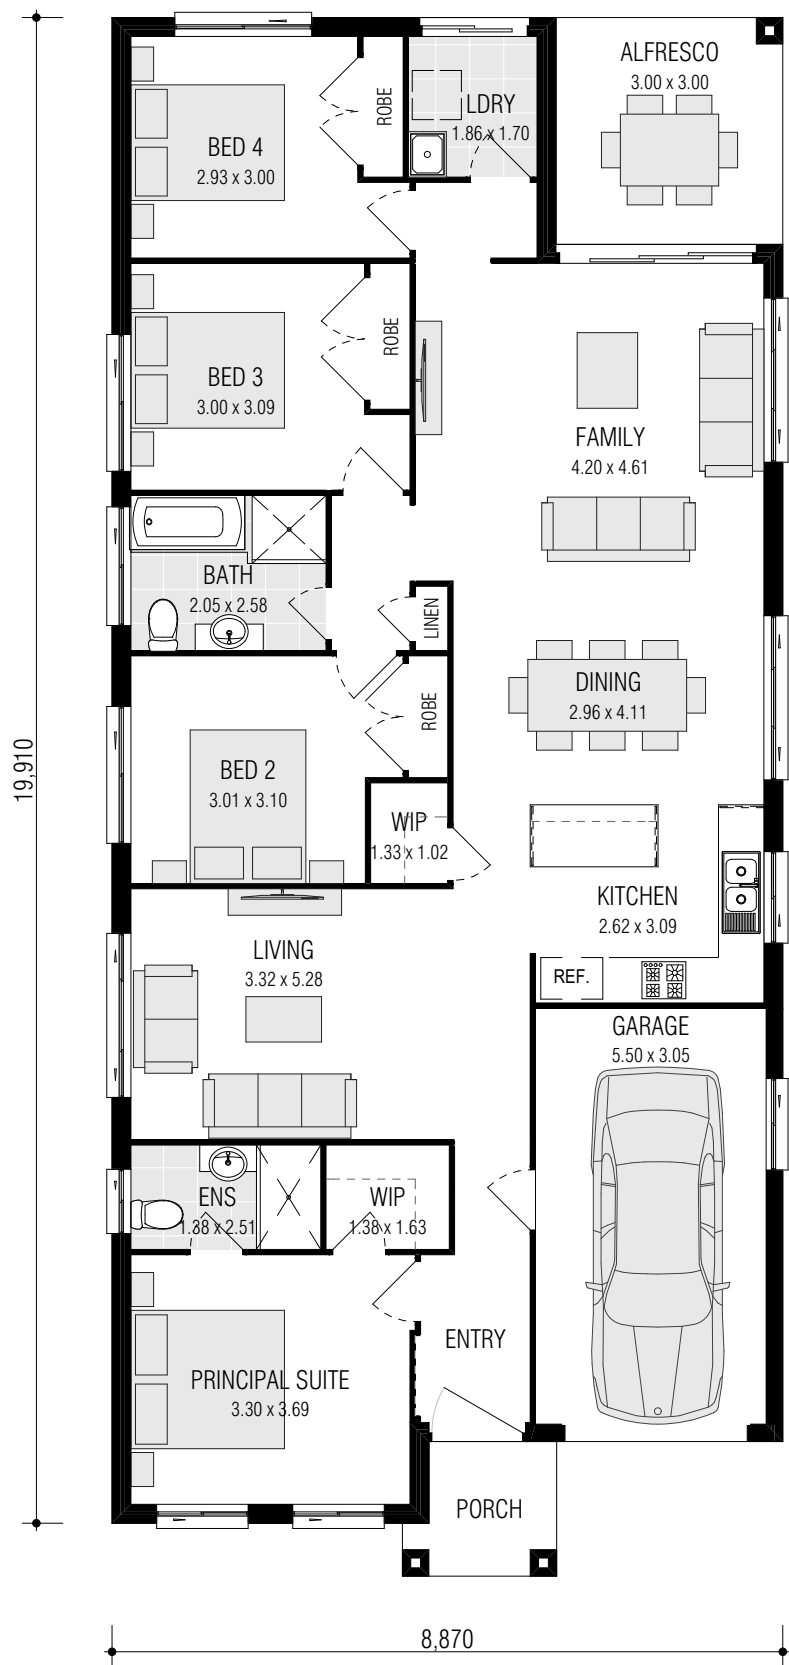 ALFRESCO
3.00 x 3.00
ROBE
LDRY
1.86 x 1.70
BED 4
2.93 x 3.00
ROBE
BED 3
3.00 x 3.09
FAMILY
4.20 x 4.61
BATH
2.05 x 2.58
LINEN
DINING
2.96 x 4.11
ROBE
BED 2
3.01 x 3.10
19,910
WIP
1.33 x 1.02
KITCHEN
2.62 x 3.09
LIVING
3.32 x 5.28
REF.
GARAGE
5.50 x 3.05
ENS
1.38 x 2.51
WIP
1.38 x 1.63
ENTRY
PRINCIPAL SUITE
3.30 x 3.69
PORCH
8,870